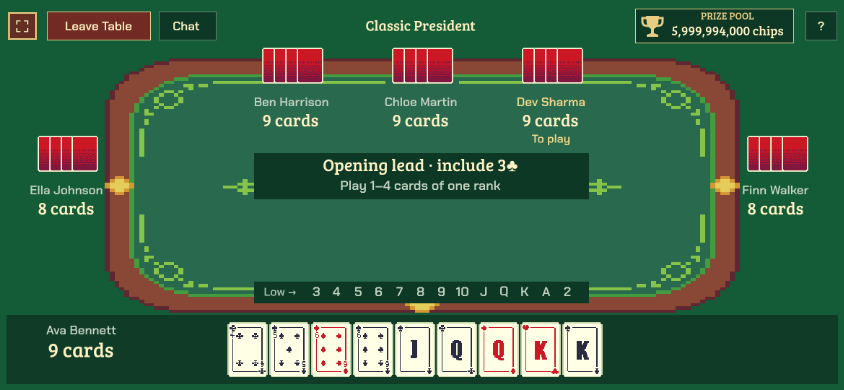 Leave Table
Chat
Classic President
PRIZE POOL
5,999,994,000 chips
?
Ben Harrison
9 cards
Chloe Martin
9 cards
Dev Sharma
9 cards
To play
Ella Johnson
8 cards
Finn Walker
8 cards
Opening lead · include 3♣
Play 1–4 cards of one rank
Low → 3 4 5 6 7 8 9 10 J Q K A 2
Ava Bennett
9 cards
J Q Q K K